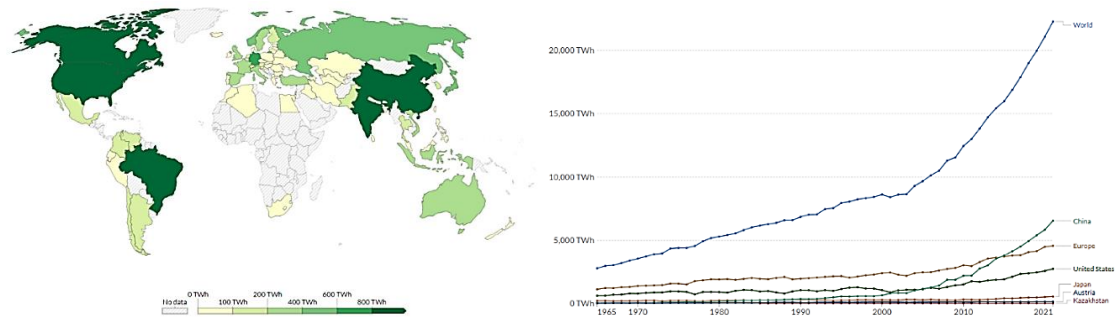 No data
0 TWh
100 TWh
200 TWh
400 TWh
600 TWh
800 TWh
20,000 TWh
15,000 TWh
10,000 TWh
5,000 TWh
0 TWh
1965
1970
1980
1990
2000
2010
2021
World
China
Europe
United States
Japan
Austria
Kazakhstan